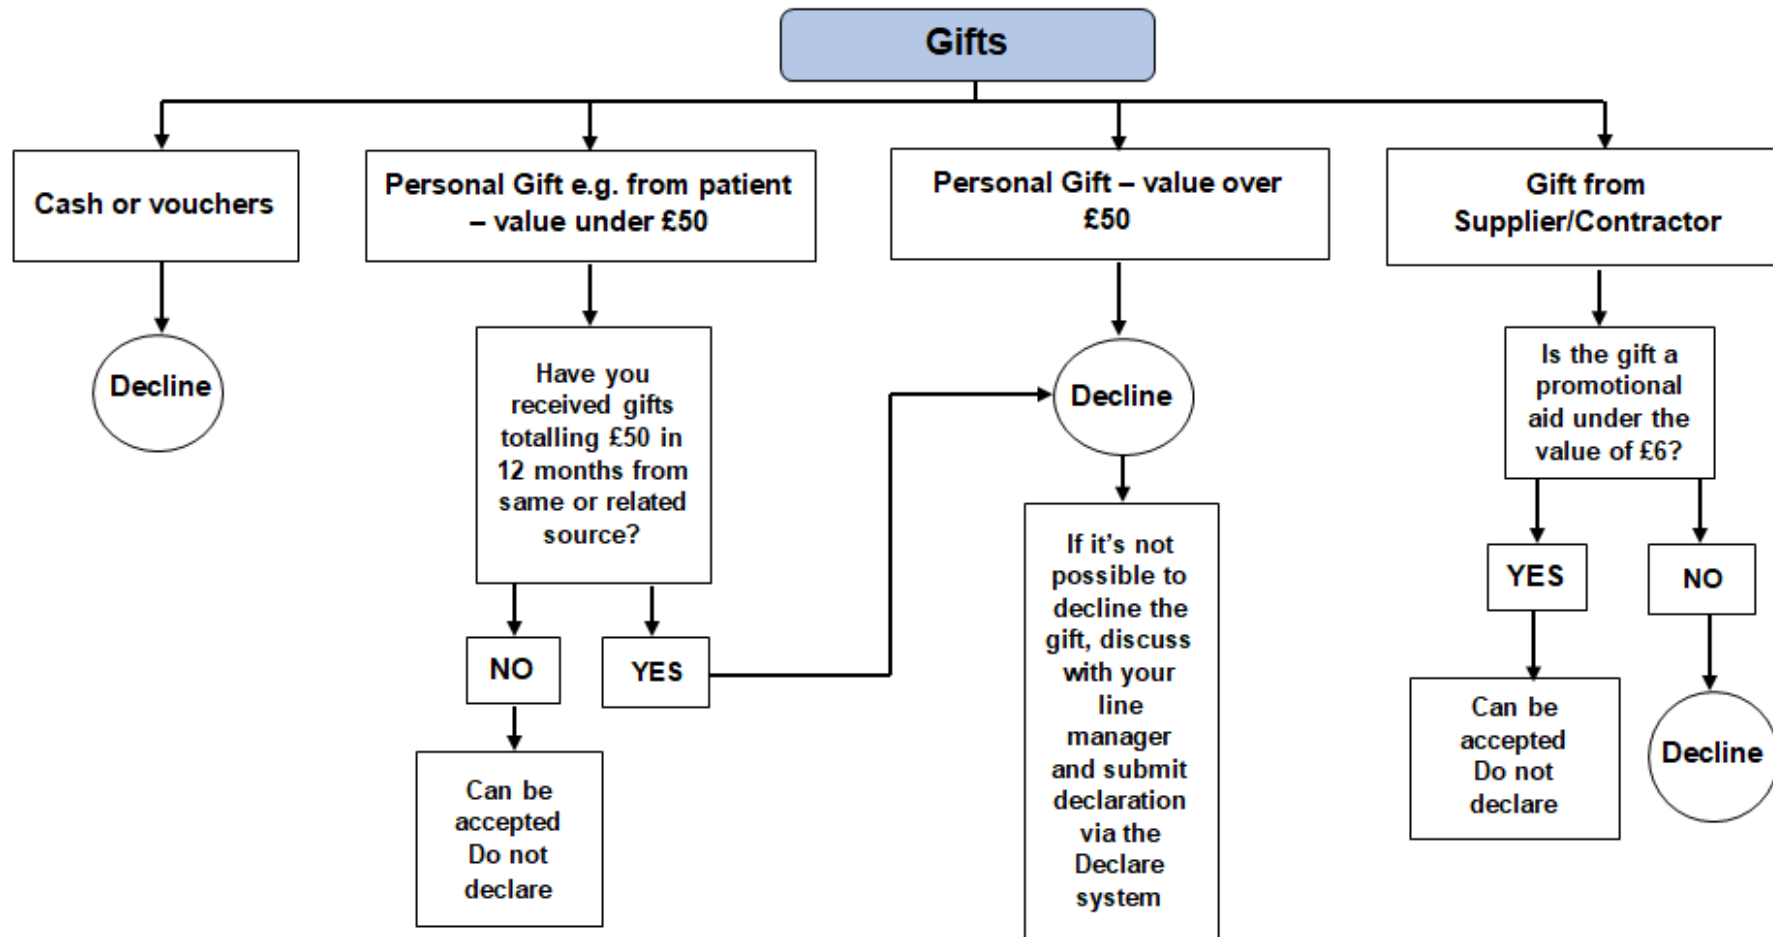 Gifts
Cash or vouchers
Decline
Personal Gift e.g. from patient
– value under £50
Have you
received gifts
totalling £50 in
12 months from
same or related
source?
NO
YES
Can be
accepted
Do not
declare
Personal Gift – value over
£50
Decline
If it's not
possible to
decline the
gift, discuss
with your
line
manager
and submit
declaration
via the
Declare
system
Gift from
Supplier/Contractor
Is the gift a
promotional
aid under the
value of £6?
YES
NO
Can be
accepted
Do not
declare
Decline